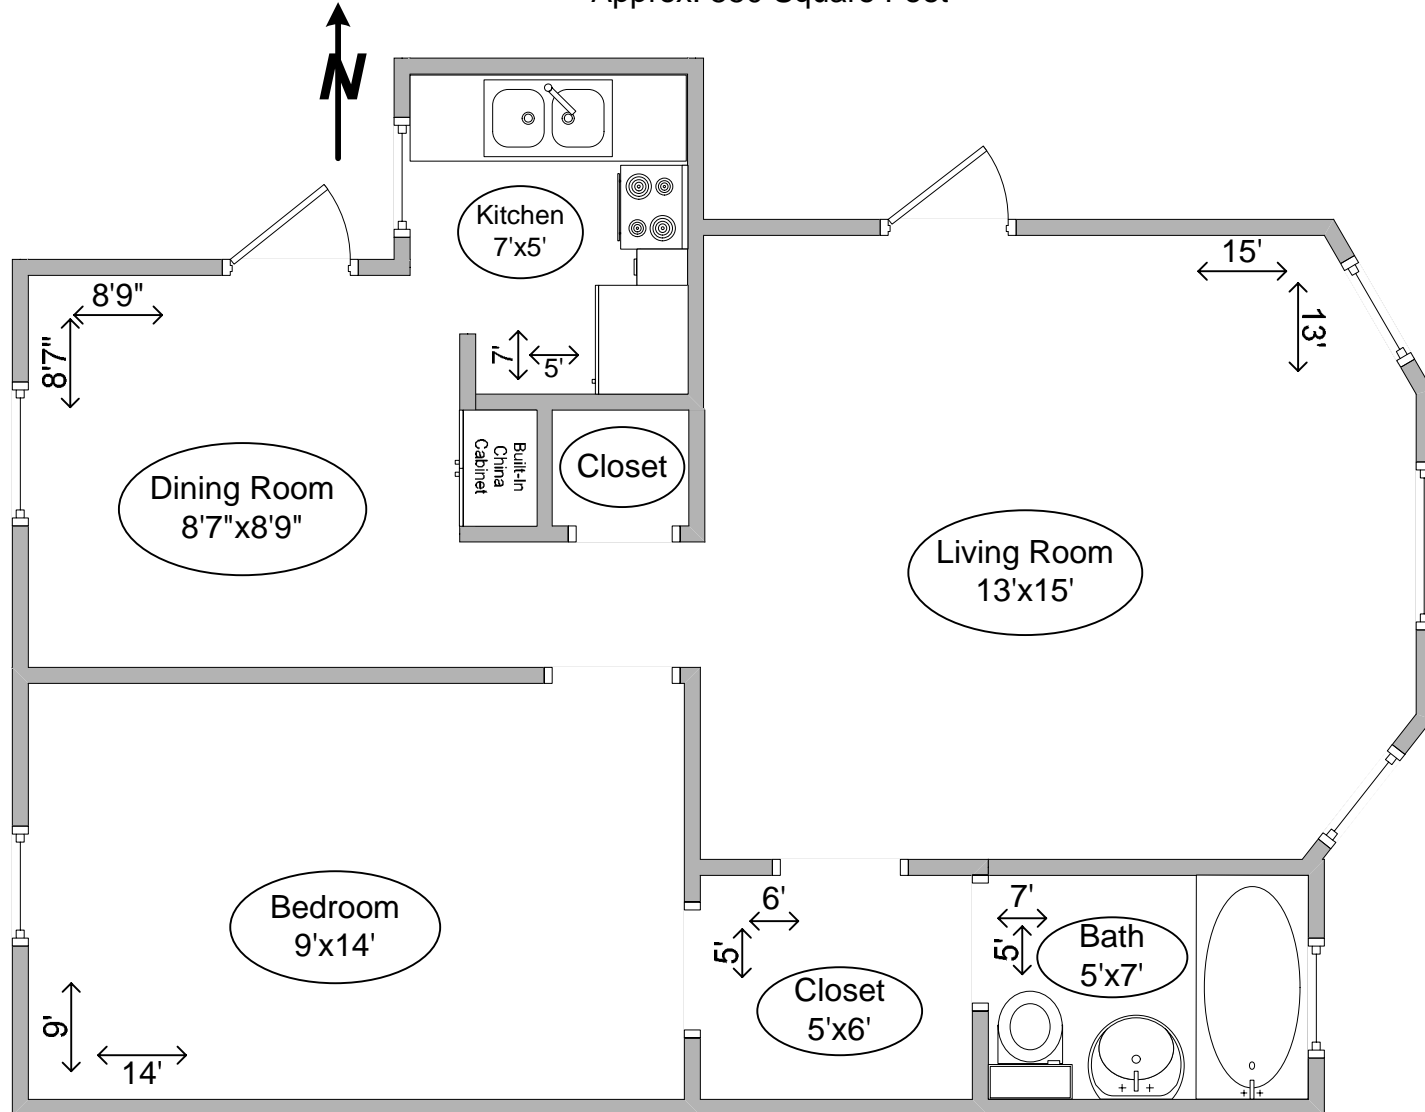 N
Kitchen
7'x5'
15'
13'
8'9"
8'7"
7'
5'
Built-In
China
Cabinet
Closet
Dining Room
8'7"x8'9"
Living Room
13'x15'
Bedroom
9'x14'
6'
5'
7'
5'
Bath
5'x7'
Closet
5'x6'
9'
14'